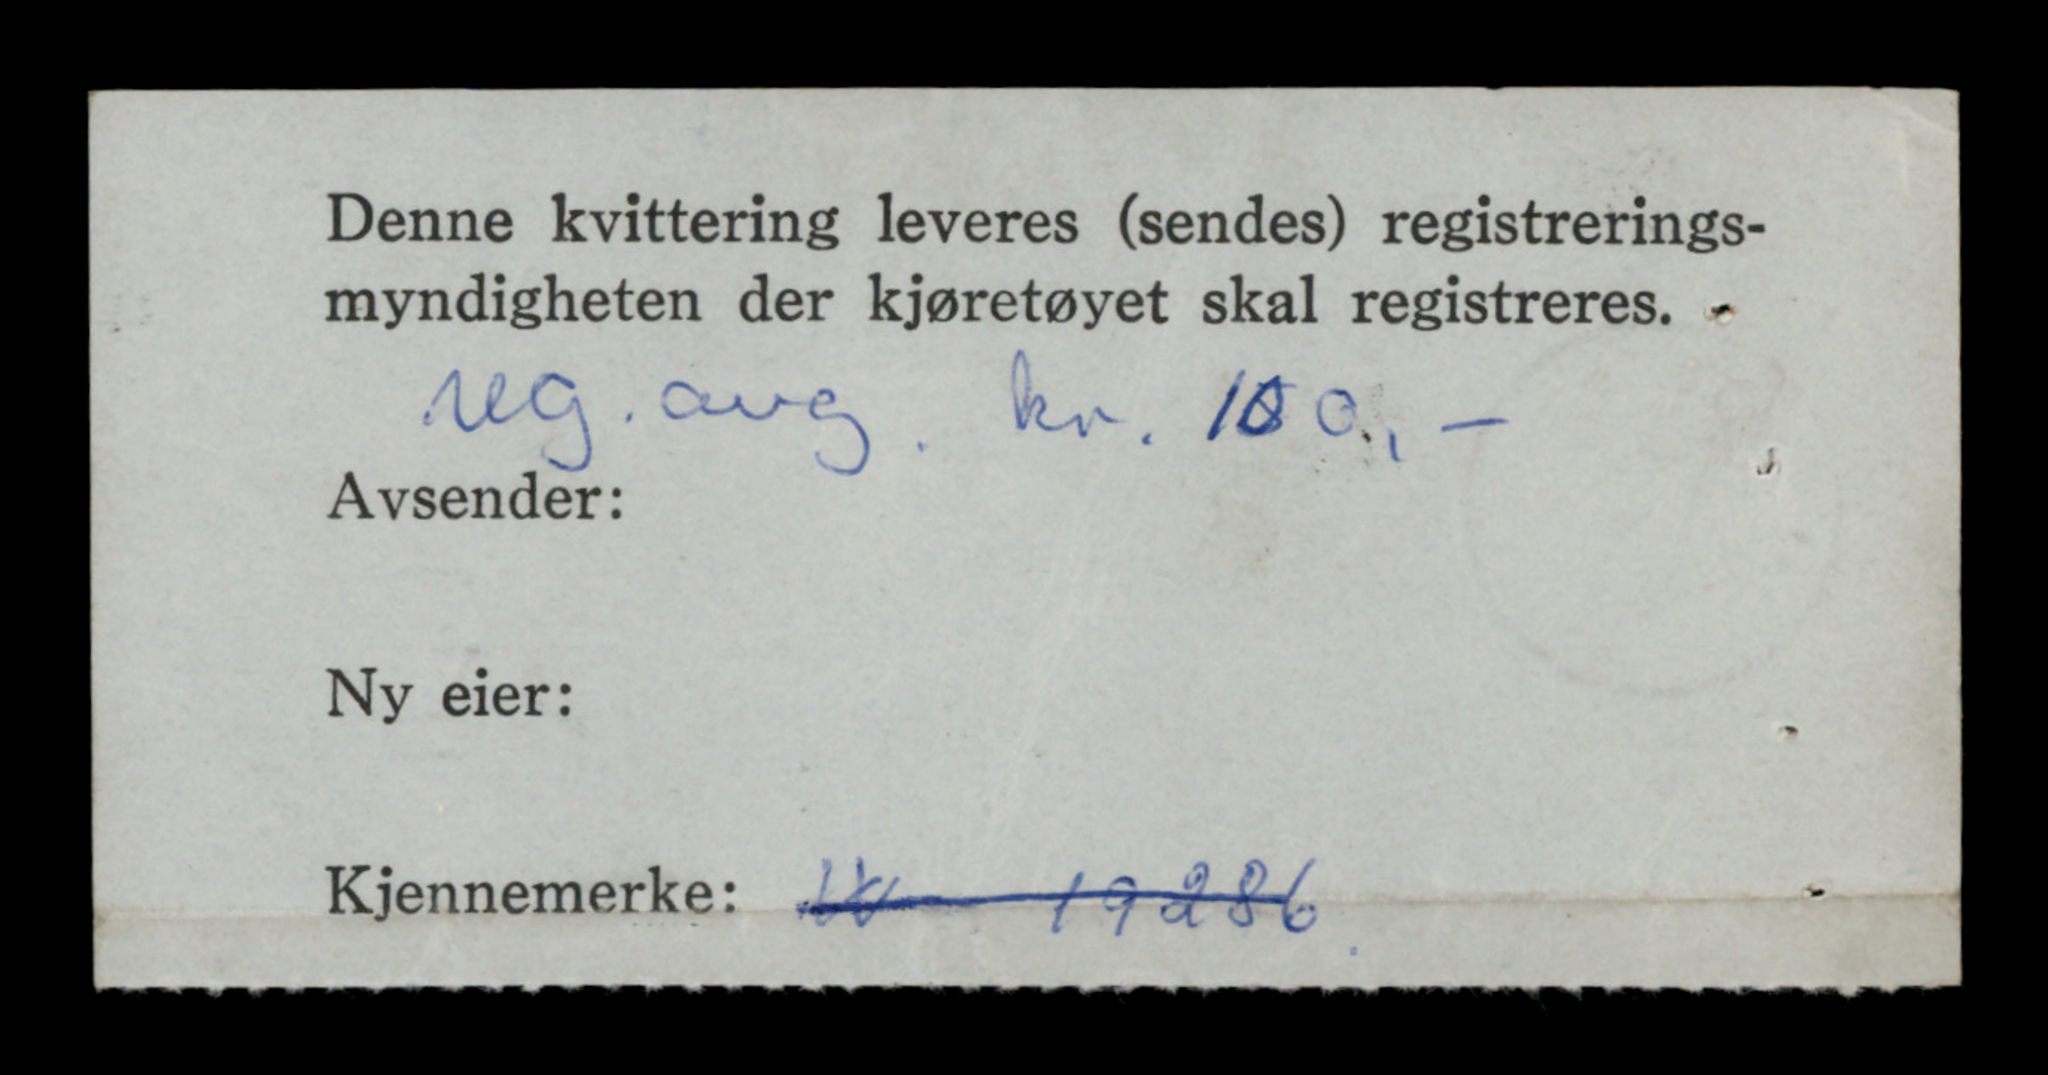 Denne kvittering leveres (sendes) registrerings-
myndigheten der kjøretøyet skal registreres.
reg. avg. kr. 100,-
Avsender:
Ny eier:
Kjennemerke: 19286.